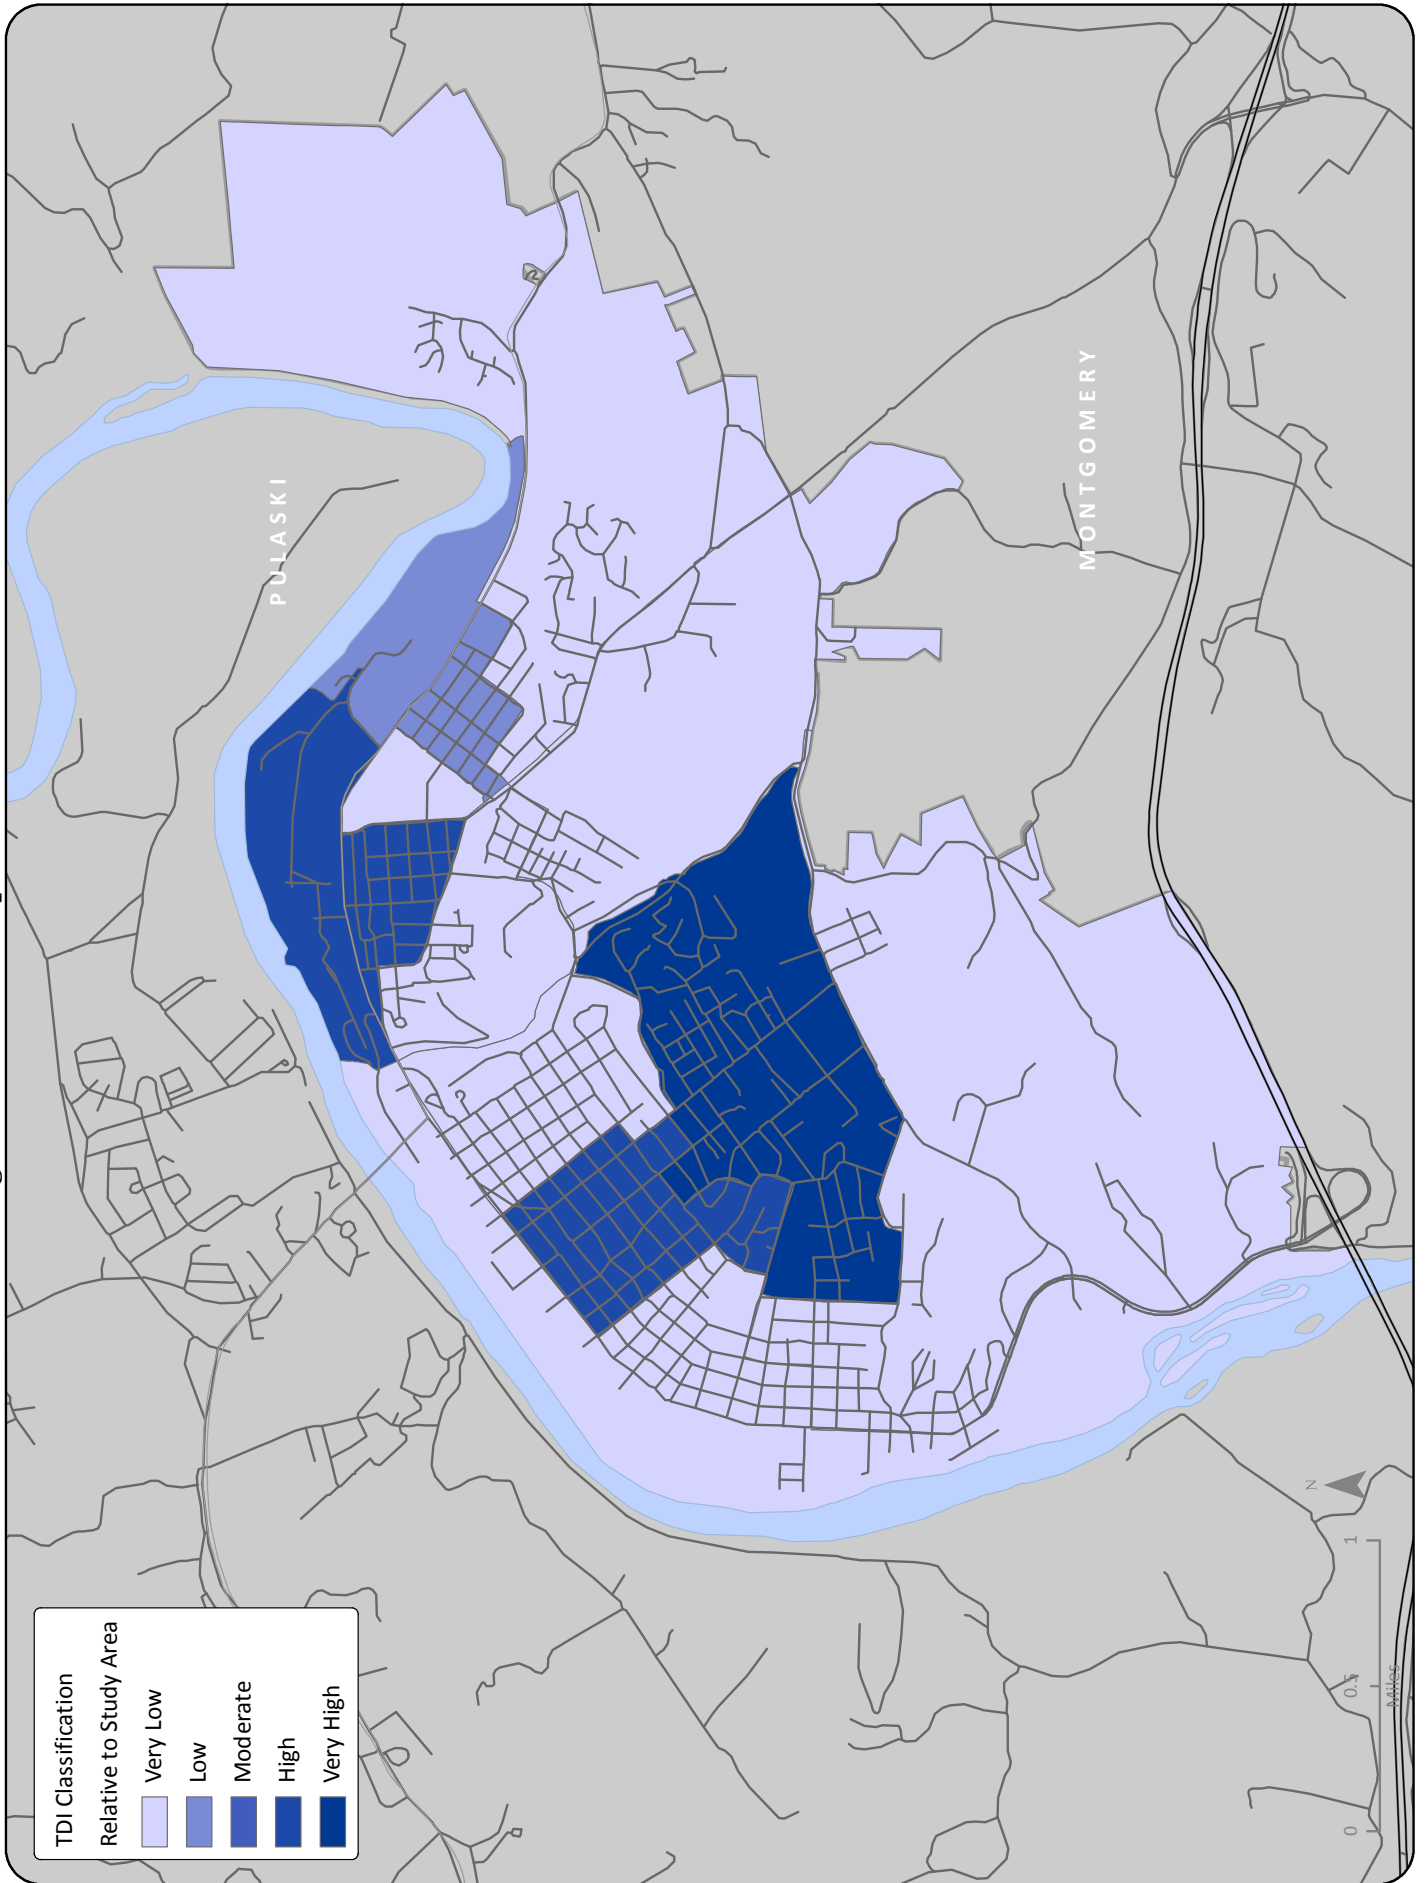 TDI Classification
Relative to Study Area
Very Low
Low
Moderate
High
Very High
PULASKI
MONTGOMERY
N
0 0.5 1
Miles